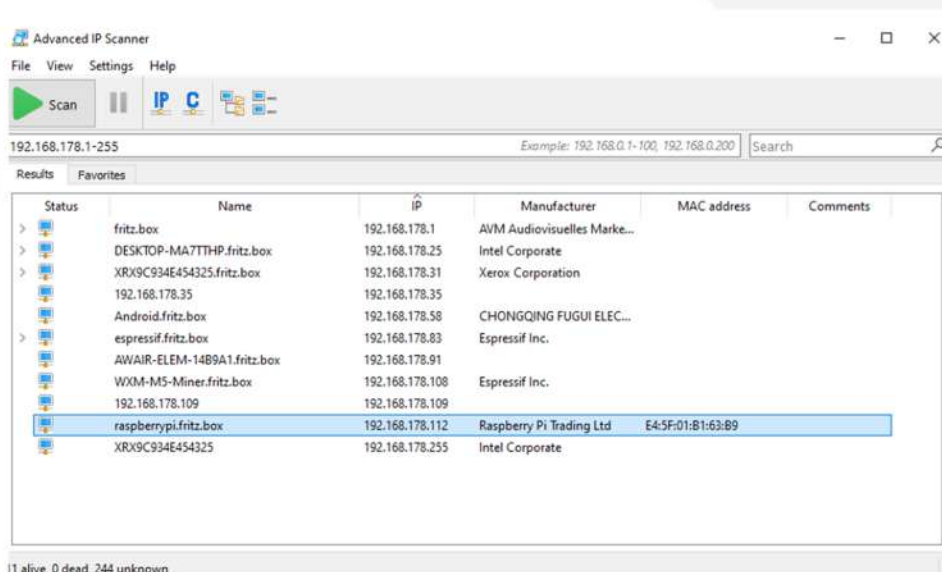 Advanced IP Scanner
File View Settings Help
Scan IP C
192.168.178.1-255 Example: 192.168.0.1-100, 192.168.0.200 Search
Results Favorites
Status Name IP Manufacturer MAC address Comments
fritz.box 192.168.178.1 AVM Audiovisuelles Marke...
DESKTOP-MA7TTHP.fritz.box 192.168.178.25 Intel Corporate
XRX9C934E454325.fritz.box 192.168.178.31 Xerox Corporation
192.168.178.35 192.168.178.35
Android.fritz.box 192.168.178.58 CHONGQING FUGUI ELEC...
espressif.fritz.box 192.168.178.83 Espressif Inc.
AWAIR-ELEM-14B9A1.fritz.box 192.168.178.91
WXM-M5-Miner.fritz.box 192.168.178.108 Espressif Inc.
192.168.178.109 192.168.178.109
raspberrypi.fritz.box 192.168.178.112 Raspberry Pi Trading Ltd E4:5F:01:B1:63:B9
XRX9C934E454325 192.168.178.255 Intel Corporate
alive, 0 dead, 244 unknown